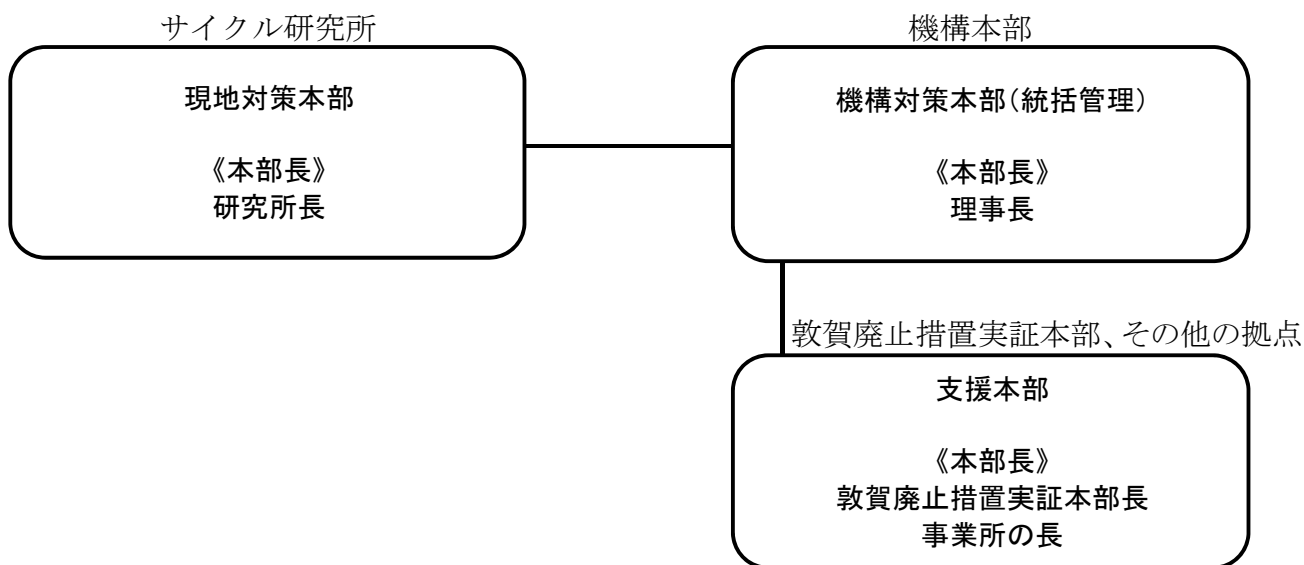 サイクル研究所
現地対策本部
《本部長》
研究所長
機構本部
機構対策本部(統括管理)
《本部長》
理事長
敦賀廃止措置実証本部、その他の拠点
支援本部
《本部長》
敦賀廃止措置実証本部長
事業所の長